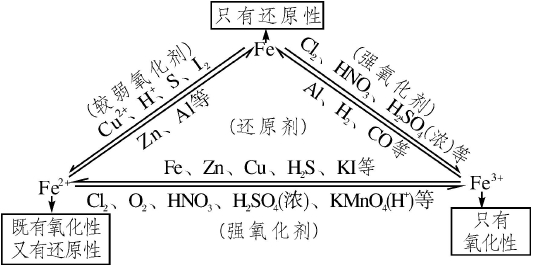 只有还原性
Fe
(较弱氧化剂)
Cu²⁺、H⁺、S、I₂
Zn、Al等
(强氧化剂)
Cl₂、HNO₃、H₂SO₄(浓)等
Al、H₂、CO等
(还原剂)
Fe、Zn、Cu、H₂S、KI等
Fe²⁺
Fe³⁺
Cl₂、O₂、HNO₃、H₂SO₄(浓)、KMnO₄(H⁺)等
(强氧化剂)
既有氧化性
又有还原性
只有
氧化性